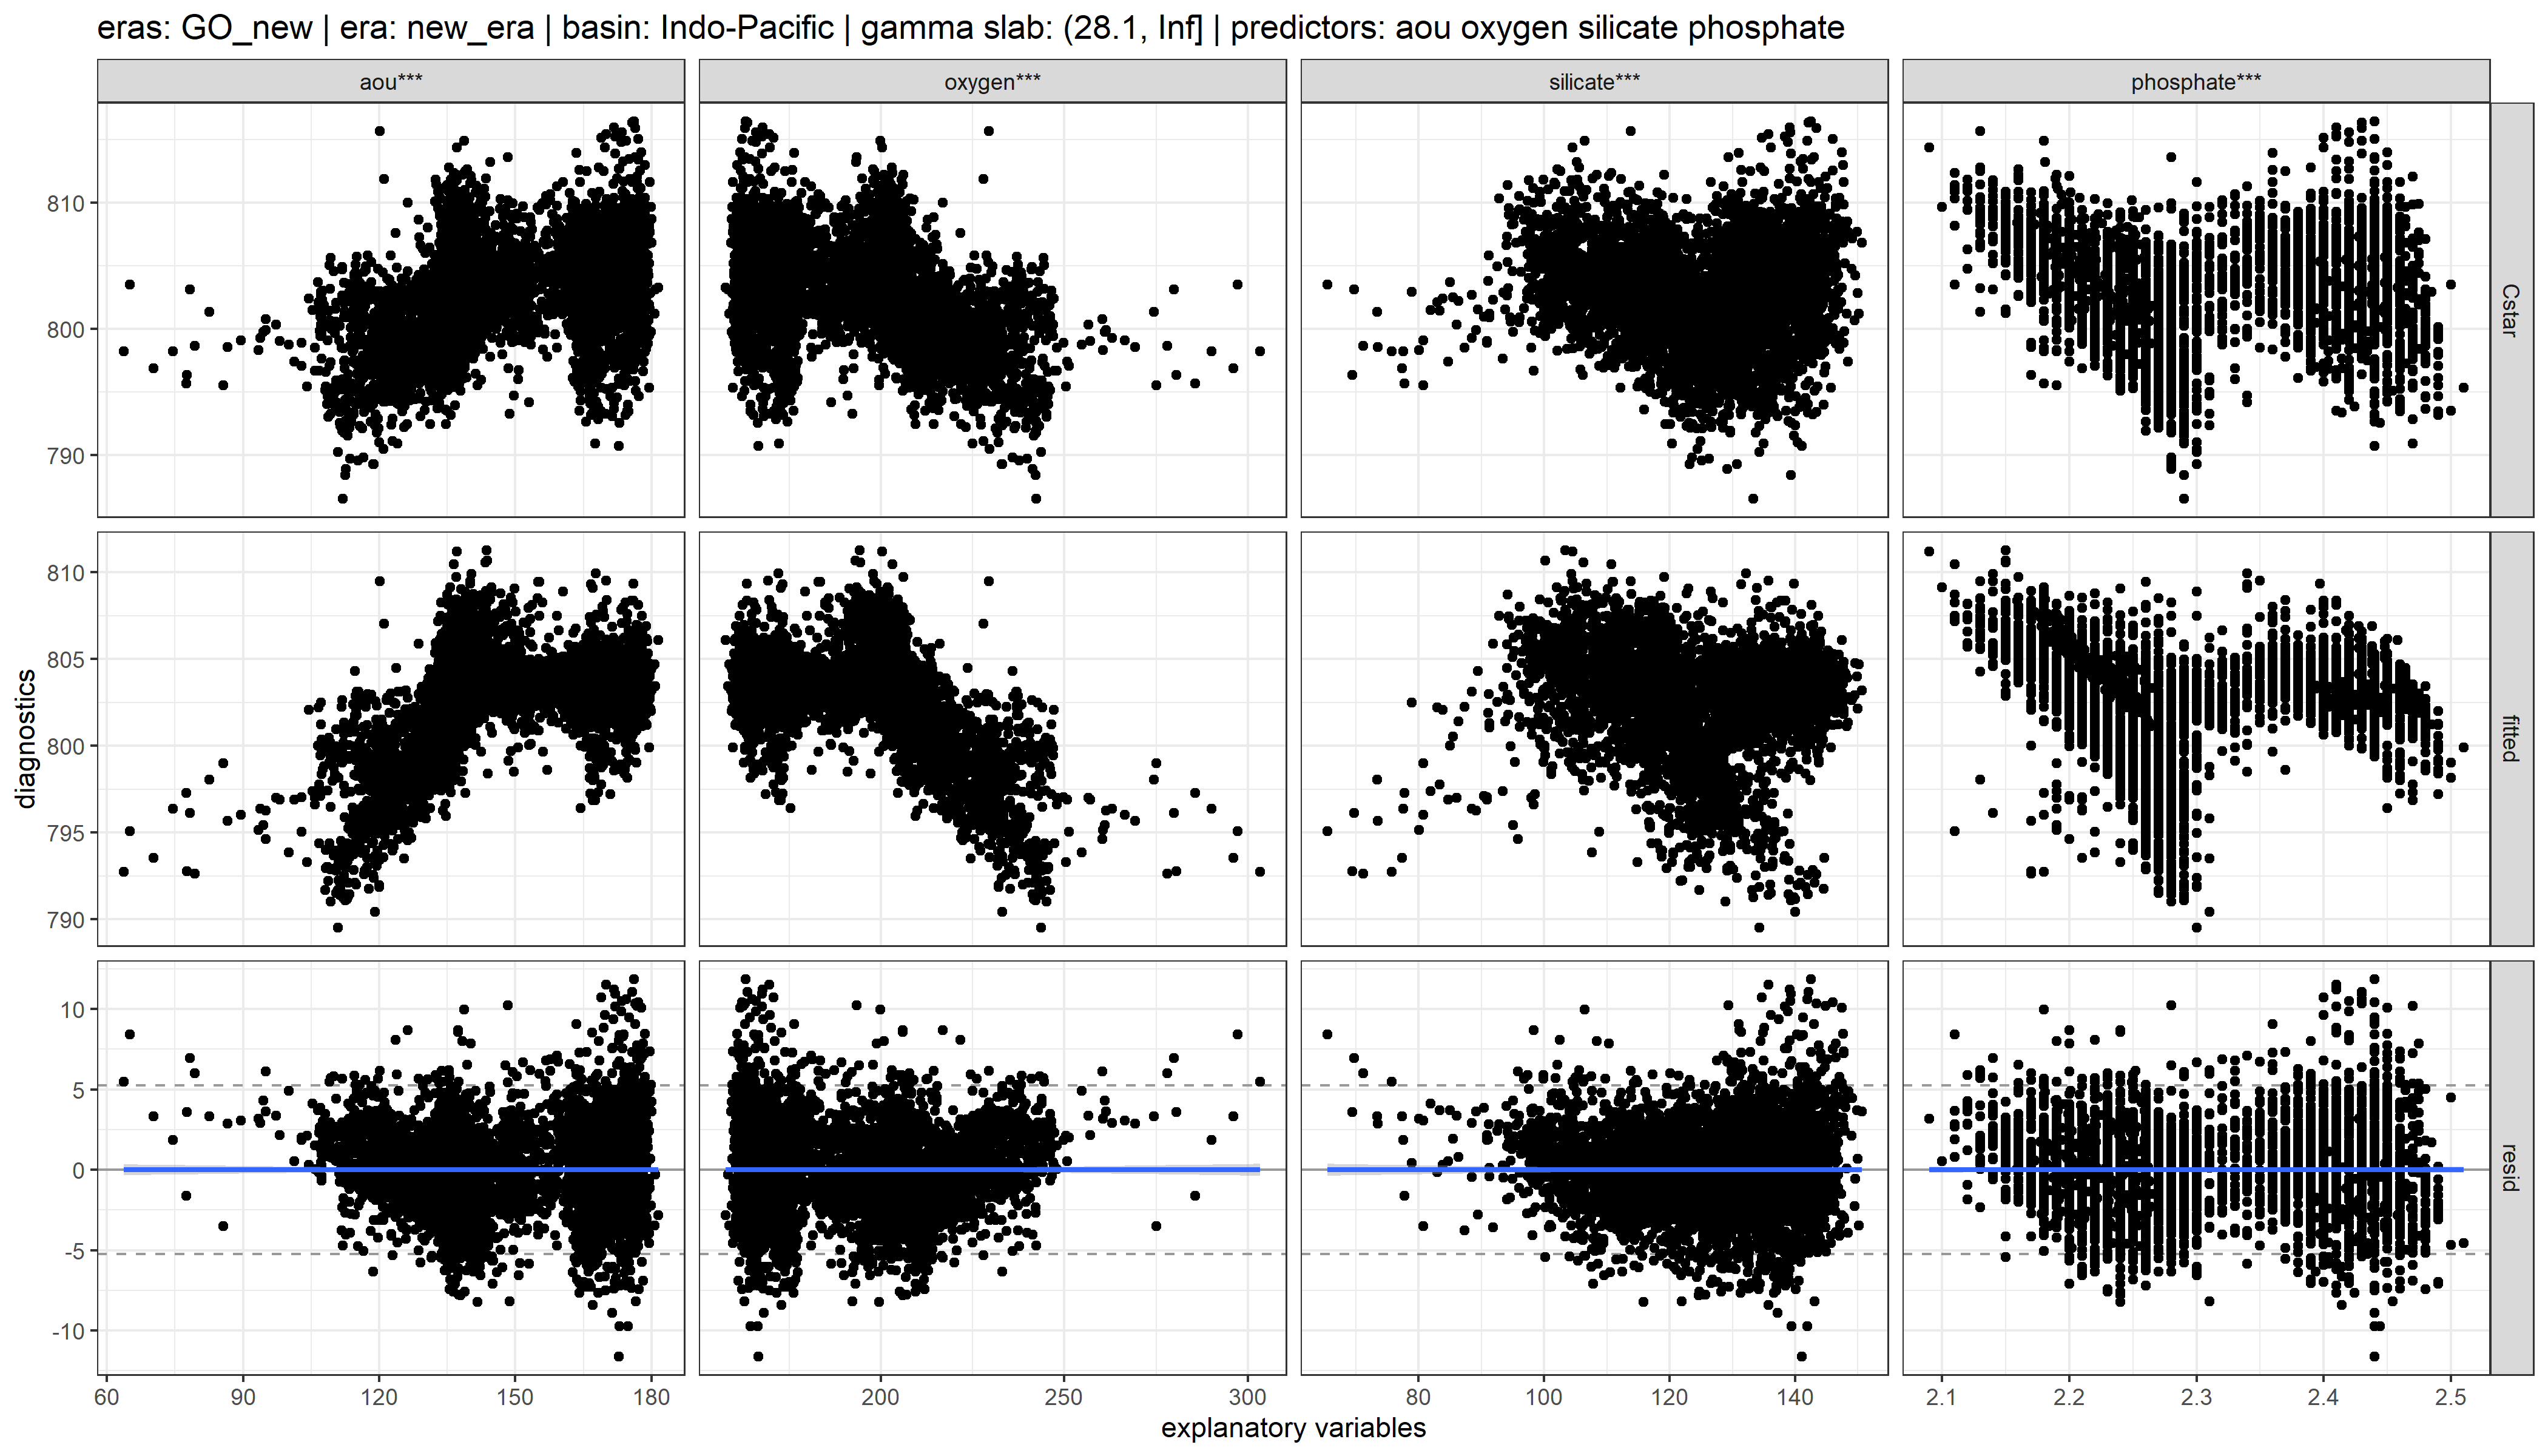 eras: GO_new | era: new_era | basin: Indo-Pacific | gamma slab: (28.1, Inf] | predictors: aou oxygen silicate phosphate
aou*** oxygen*** silicate*** phosphate***
810
800
790
Cstar
810
805
800
795
790
fitted
diagnostics
10
5
0
-5
-10
resid
60 90 120 150 180 200 250 300 80 100 120 140 2.1 2.2 2.3 2.4 2.5
explanatory variables